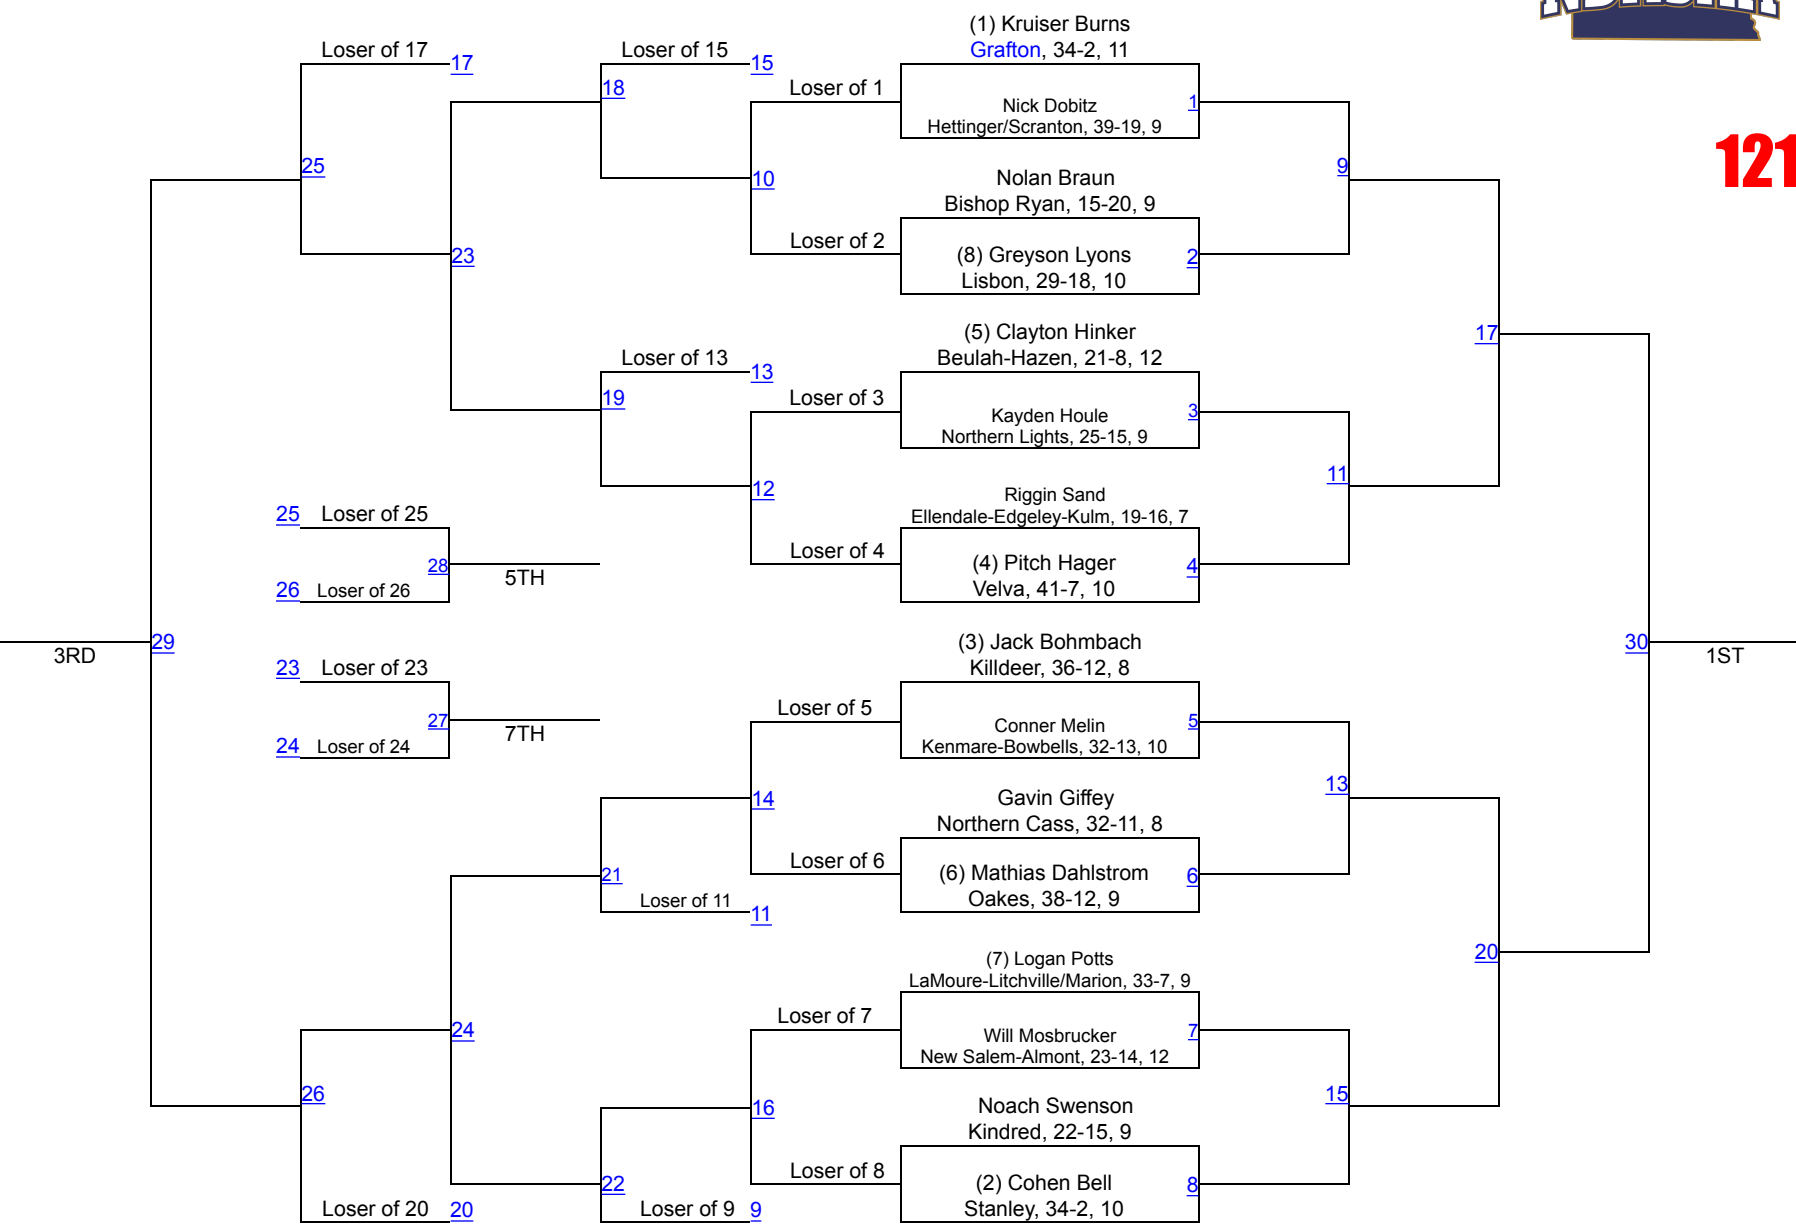 NDHSAA
121
(1) Kruiser Burns
Grafton, 34-2, 11
Loser of 17
17
Loser of 15
15
18
Loser of 1
Nick Dobitz
Hettinger/Scranton, 39-19, 9
1
25
10
Nolan Braun
Bishop Ryan, 15-20, 9
9
Loser of 2
(8) Greyson Lyons
Lisbon, 29-18, 10
2
23
(5) Clayton Hinker
Beulah-Hazen, 21-8, 12
17
Loser of 13
13
19
Loser of 3
Kayden Houle
Northern Lights, 25-15, 9
3
12
11
Riggin Sand
Ellendale-Edgeley-Kulm, 19-16, 7
25
Loser of 25
28
5TH
Loser of 4
(4) Pitch Hager
Velva, 41-7, 10
4
26
Loser of 26
29
3RD
(3) Jack Bohmbach
Killdeer, 36-12, 8
30
1ST
23
Loser of 23
27
7TH
Loser of 5
Conner Melin
Kenmare-Bowbells, 32-13, 10
5
24
Loser of 24
14
13
Gavin Giffey
Northern Cass, 32-11, 8
21
Loser of 6
(6) Mathias Dahlstrom
Oakes, 38-12, 9
6
Loser of 11
11
20
(7) Logan Potts
LaMoure-Litchville/Marion, 33-7, 9
24
Loser of 7
Will Mosbrucker
New Salem-Almont, 23-14, 12
7
26
16
15
Noach Swenson
Kindred, 22-15, 9
22
Loser of 8
(2) Cohen Bell
Stanley, 34-2, 10
8
Loser of 20
20
Loser of 9
9